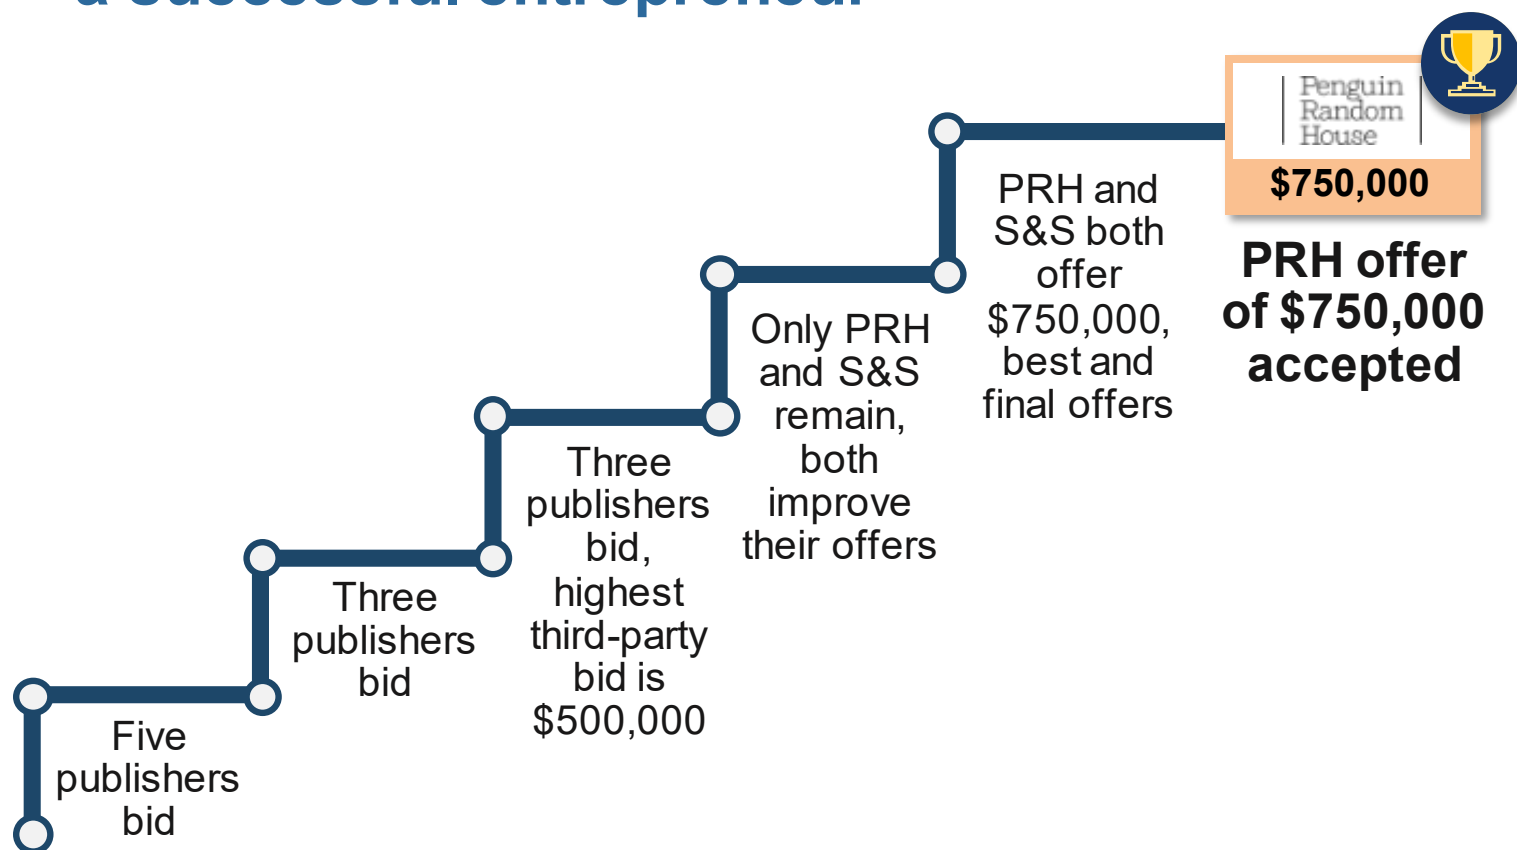 a successful entrepreneur
Penguin
Random
House
$750,000
PRH offer
of $750,000
accepted
PRH and
S&S both
offer
$750,000,
best and
final offers
Only PRH
and S&S
remain,
both
improve
their offers
Three
publishers
bid,
highest
third-party
bid is
$500,000
Three
publishers
bid
Five
publishers
bid